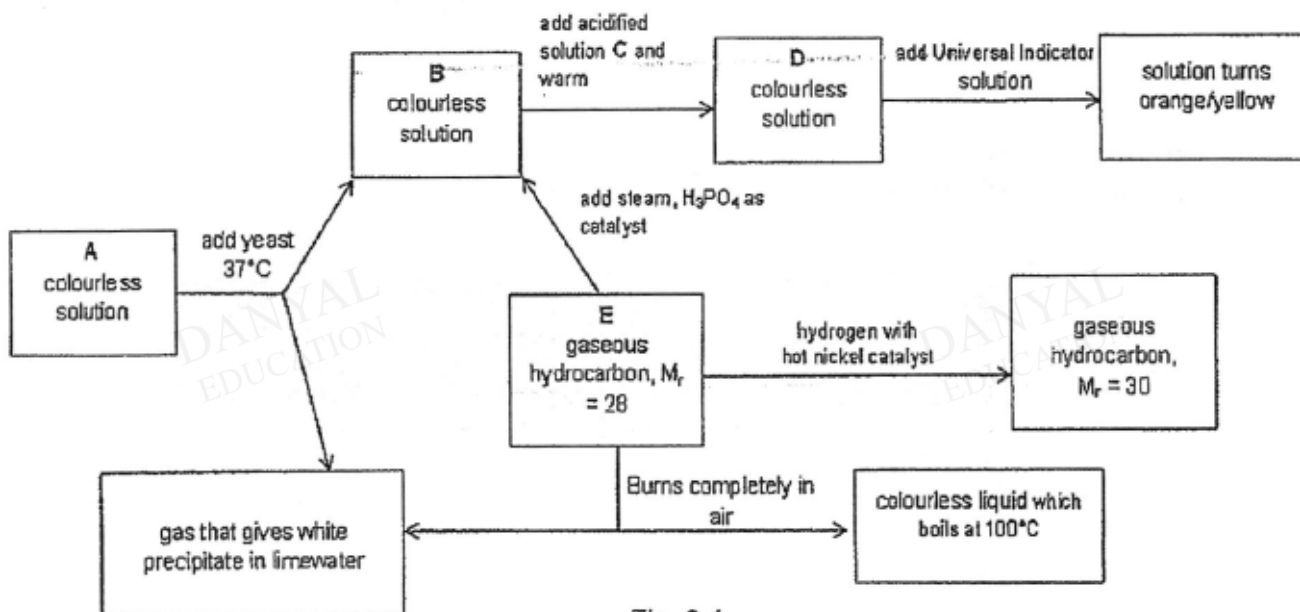 add acidified
solution C and
warm
B
colourless
solution
D
colourless
solution
add Universal Indicator
solution
solution turns
orange/yellow
add steam, H₃PO₄ as
catalyst
add yeast
37°C
A
colourless
solution
E
gaseous
hydrocarbon, Mᵣ
= 28
hydrogen with
hot nickel catalyst
gaseous
hydrocarbon,
Mᵣ = 30
DANYAL
EDUCATION
DANYAL
EDUCATION
Burns completely in
air
gas that gives white
precipitate in limewater
colourless liquid which
boils at 100°C